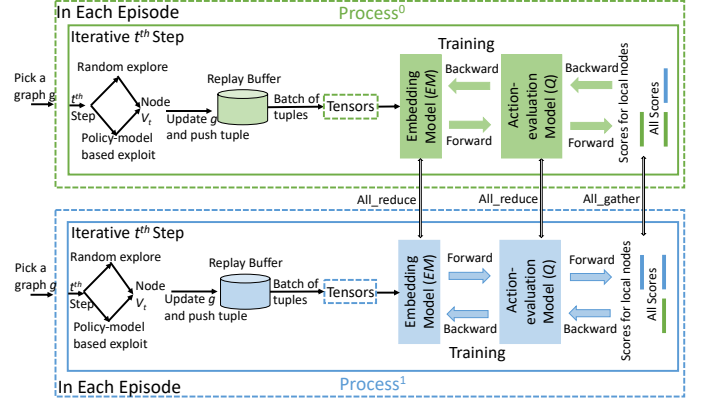 In Each Episode
Process⁰
Iterative tᵗʰ Step
Pick a
graph g
tᵗʰ
Step
Random explore
Policy-model
based exploit
Node
Vₜ
Update g
and push tuple
Replay Buffer
Batch of
tuples
Tensors
Training
Embedding
Model (EM)
Backward
Forward
Action-
evaluation
Model (Q)
Backward
Forward
Scores for local nodes
All Scores
All_reduce
All_reduce
All_gather
Iterative tᵗʰ Step
Pick a
graph g
tᵗʰ
Step
Random explore
Policy-model
based exploit
Node
Vₜ
Update g
and push tuple
Replay Buffer
Batch of
tuples
Tensors
Embedding
Model (EM)
Forward
Backward
Action-
evaluation
Model (Q)
Forward
Backward
Scores for local nodes
All Scores
Training
In Each Episode
Process¹